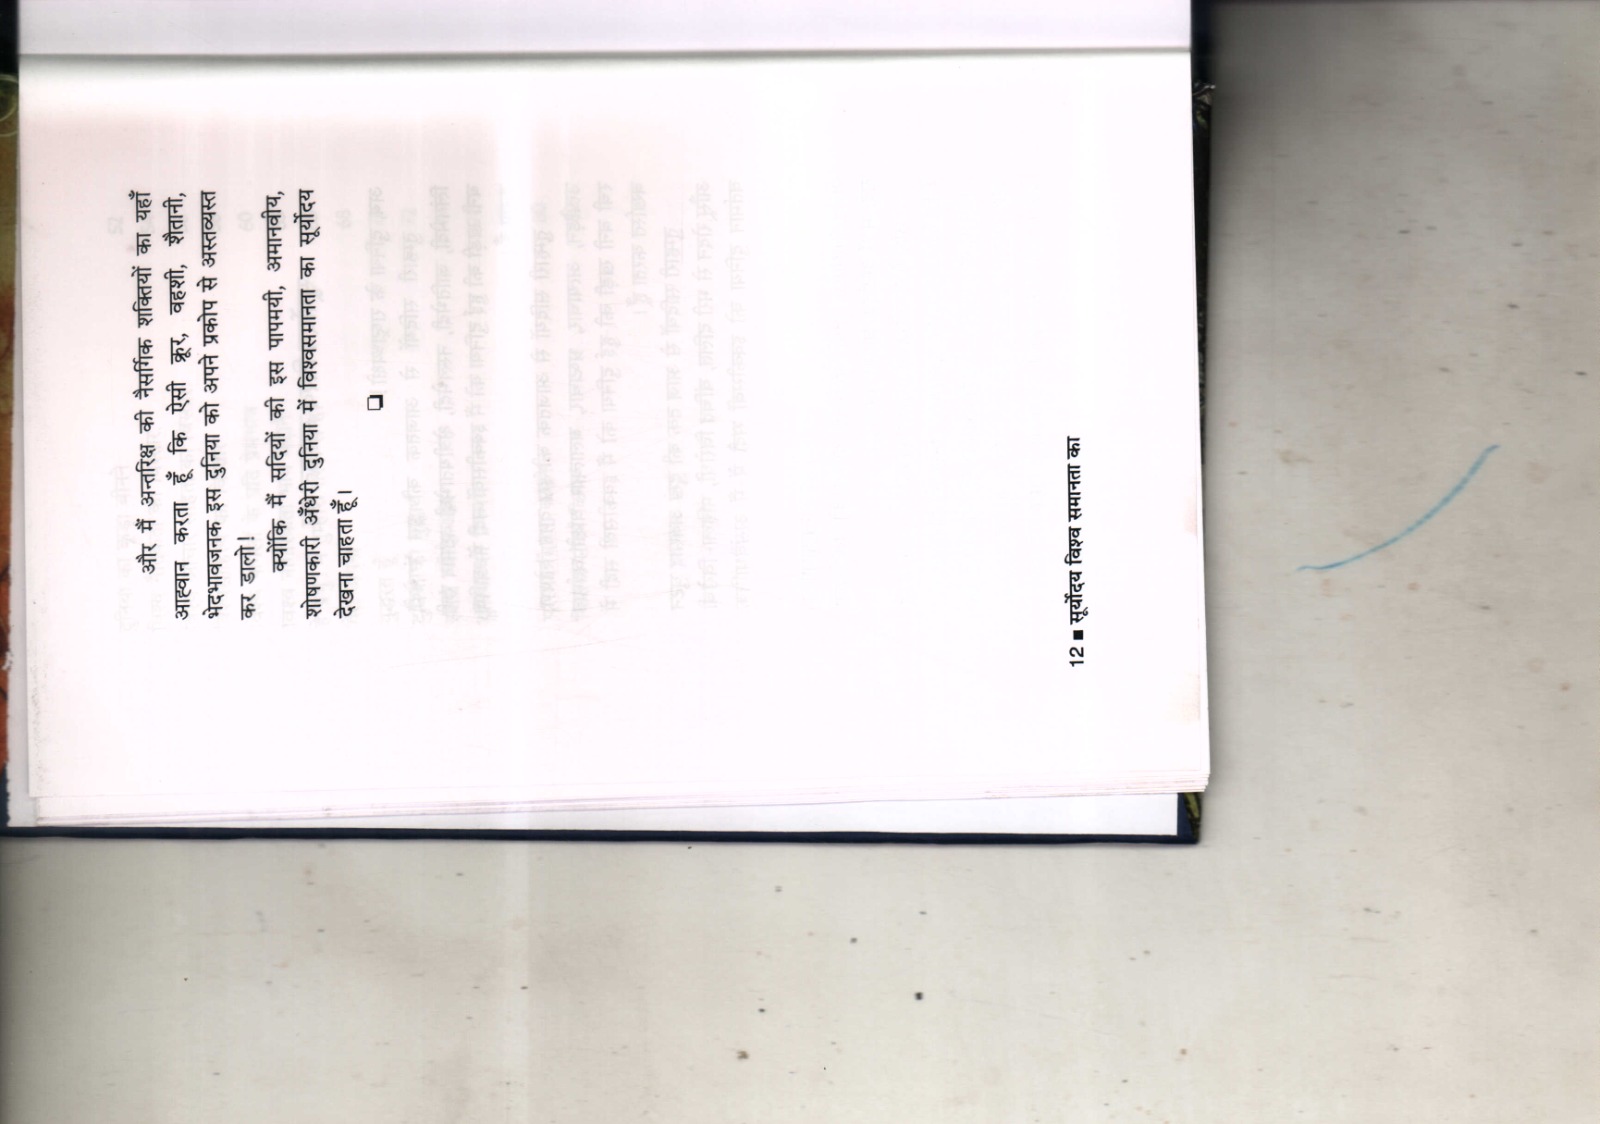 और मैं अन्तरिक्ष की नैसर्गिक शक्तियों का यहाँ
आह्वान करता हूँ कि ऐसी क्रूर, वहशी, शैतानी,
भेदभावजनक इस दुनिया को अपने प्रकोप से अस्तव्यस्त
कर डालो!
क्योंकि मैं सदियों की इस पापमयी, अमानवीय,
शोषणकारी अँधेरी दुनिया में विश्वसमानता का सूर्योदय
देखना चाहता हूँ।
❏
12 ■ सूर्योदय विश्व समानता का